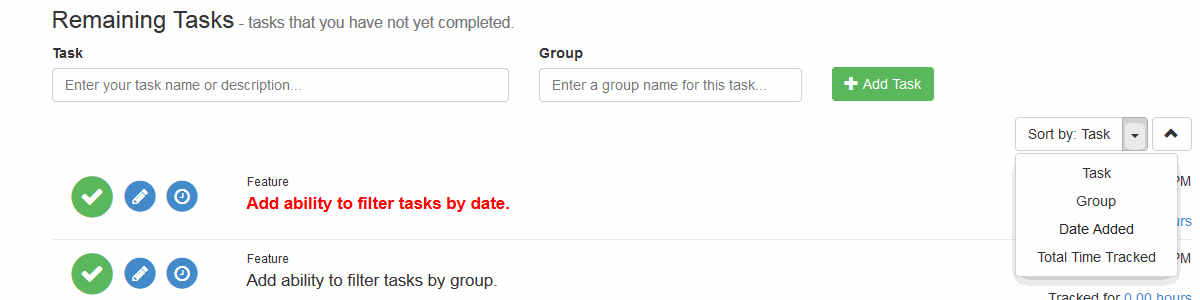 Remaining Tasks - tasks that you have not yet completed.
Task Group
Enter your task name or description... Enter a group name for this task... Add Task
Sort by: Task
Task
Group
Date Added
Total Time Tracked
Feature PM
Add ability to filter tasks by date.
Feature PM
Add ability to filter tasks by group.
Tracked for 0.00 hours